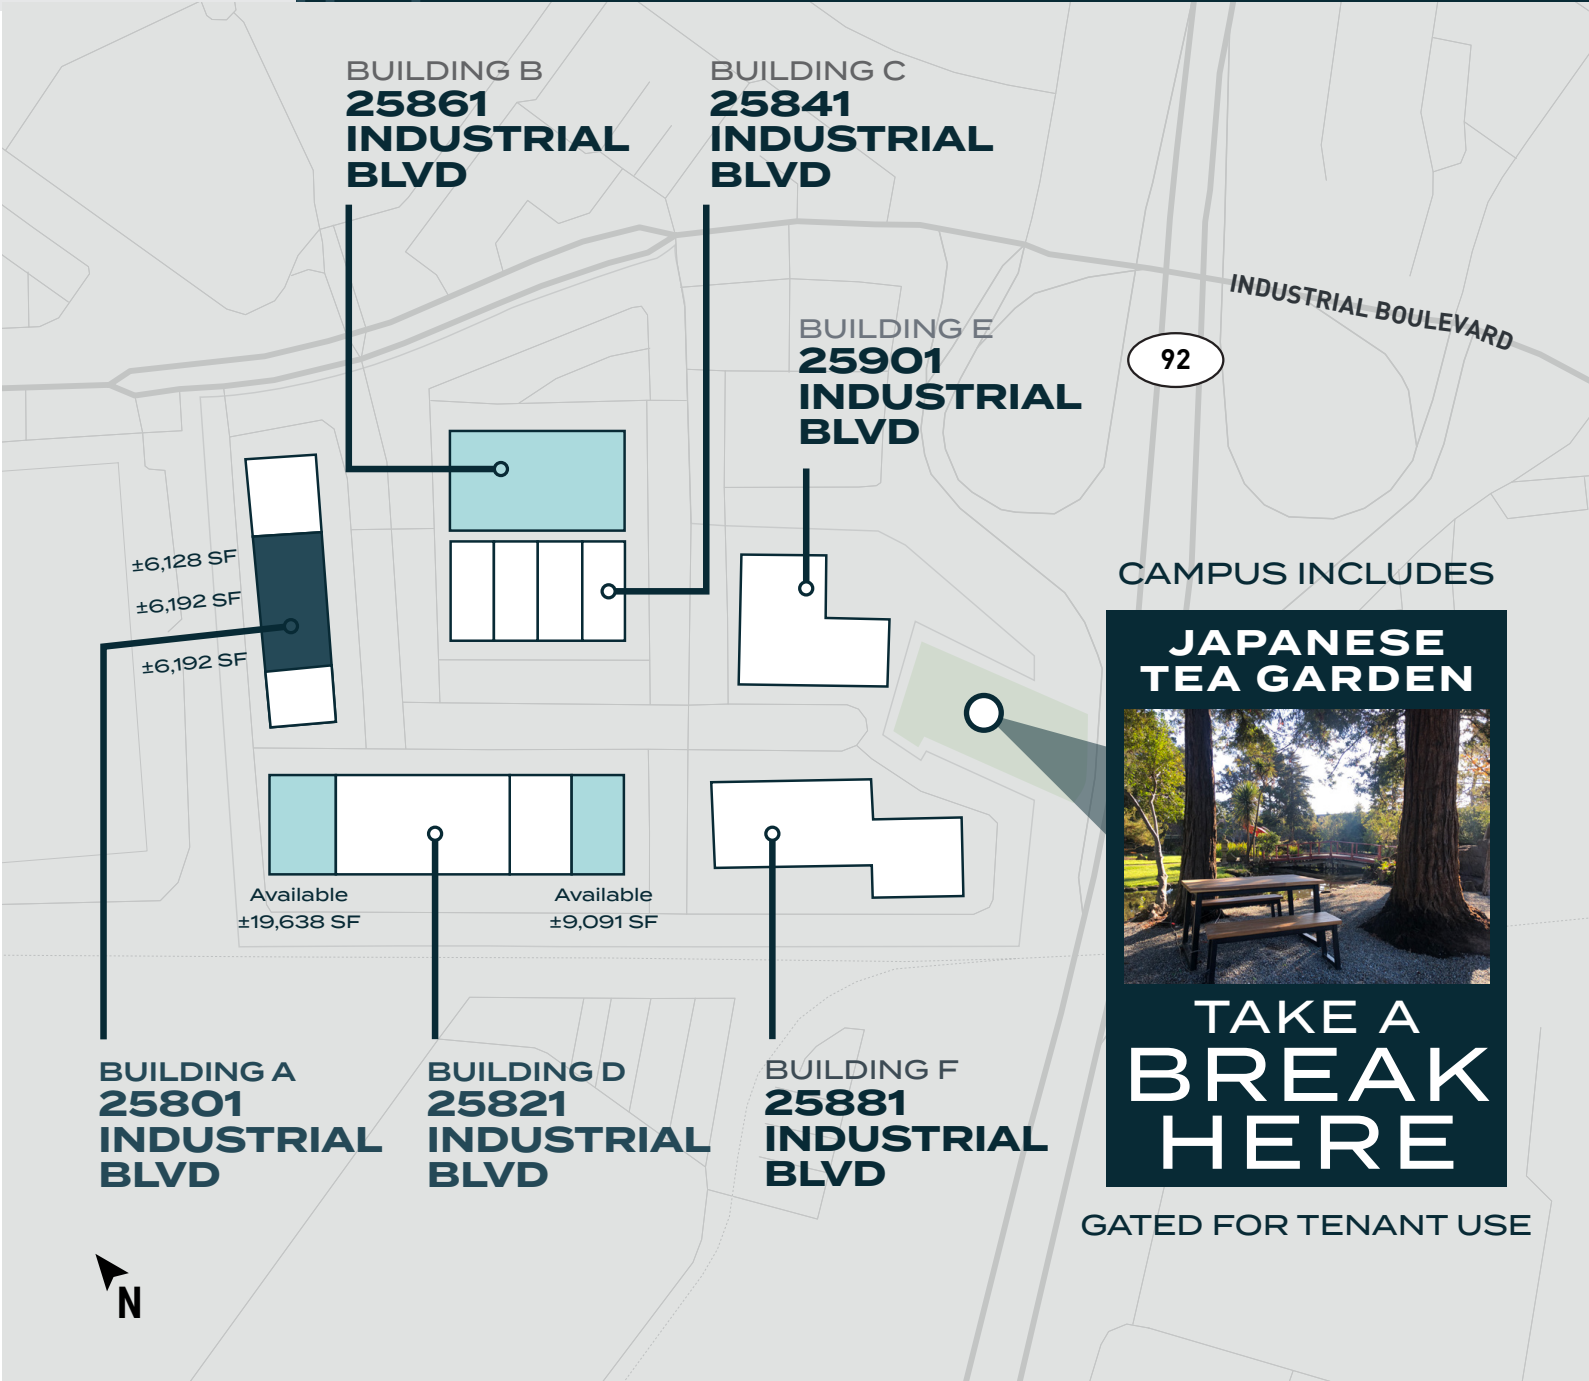 BUILDING B
25861
INDUSTRIAL
BLVD
BUILDING C
25841
INDUSTRIAL
BLVD
INDUSTRIAL BOULEVARD
BUILDING E
25901
INDUSTRIAL
BLVD
92
±6,128 SF
±6,192 SF
±6,192 SF
CAMPUS INCLUDES
JAPANESE
TEA GARDEN
TAKE A
BREAK
HERE
GATED FOR TENANT USE
Available
±19,638 SF
Available
±9,091 SF
BUILDING A
25801
INDUSTRIAL
BLVD
BUILDING D
25821
INDUSTRIAL
BLVD
BUILDING F
25881
INDUSTRIAL
BLVD
N